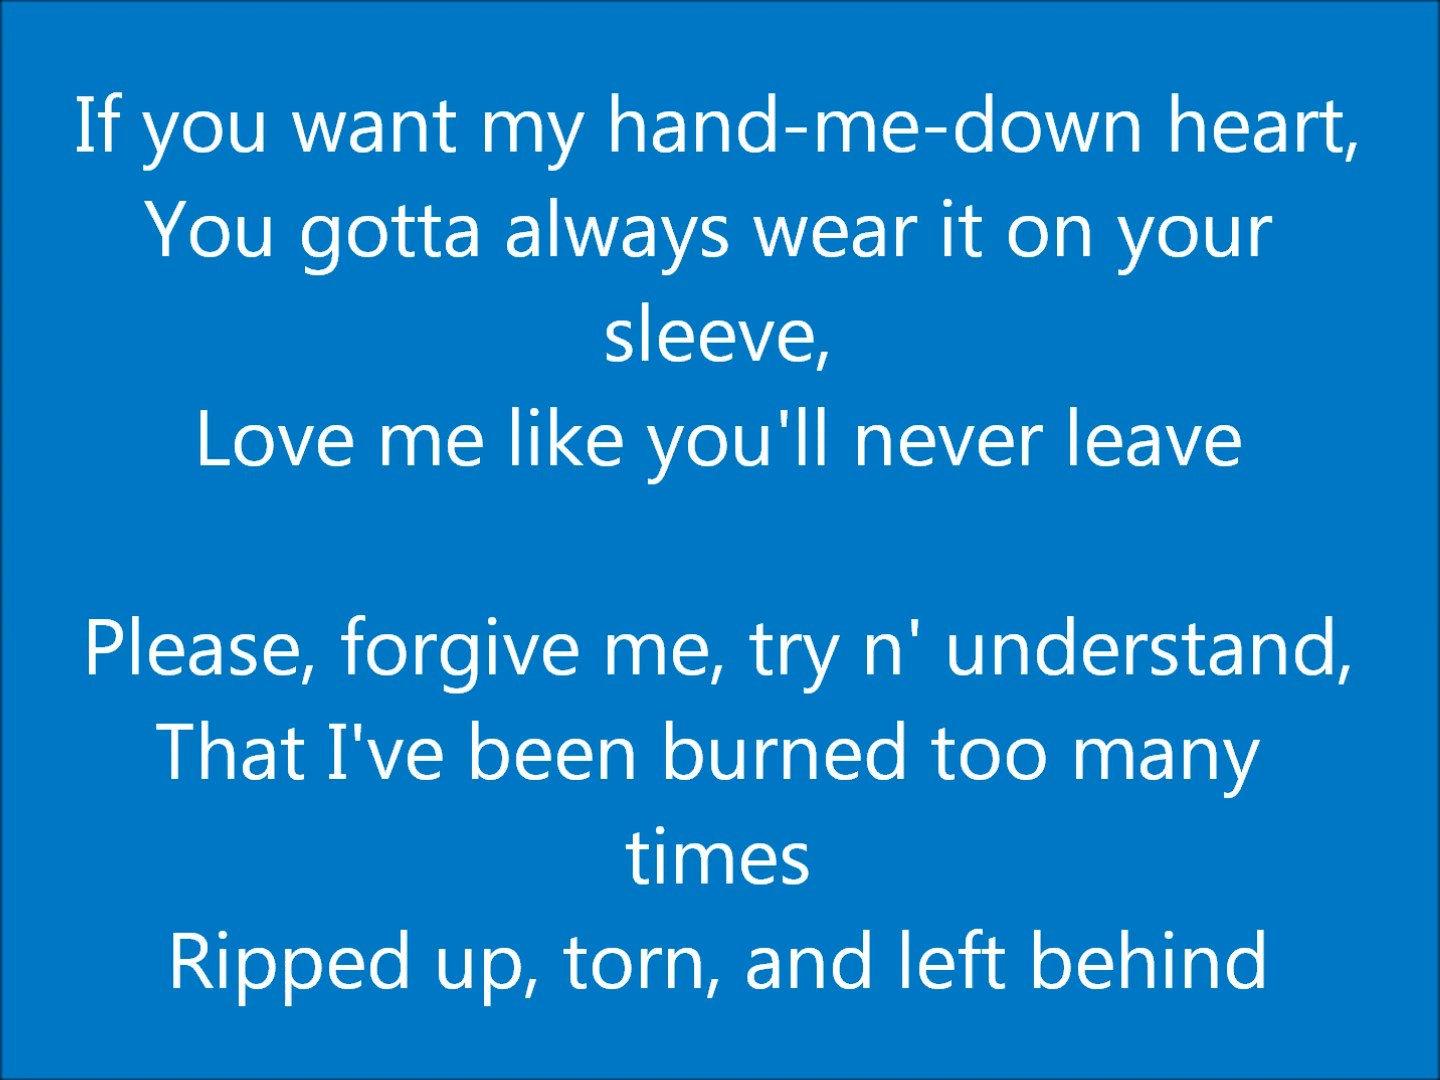 If you want my hand-me-down heart,
You gotta always wear it on your
sleeve,
Love me like you'll never leave
Please, forgive me, try n' understand,
That I've been burned too many
times
Ripped up, torn, and left behind